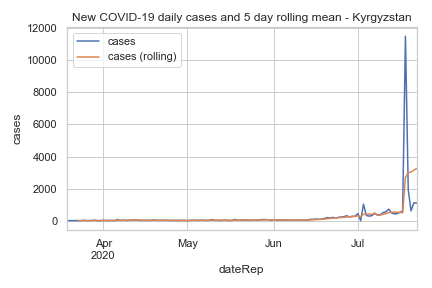 New COVID-19 daily cases and 5 day rolling mean - Kyrgyzstan
cases
cases (rolling)
12000
10000
8000
6000
4000
2000
0
cases
Apr
2020
May
Jun
Jul
dateRep